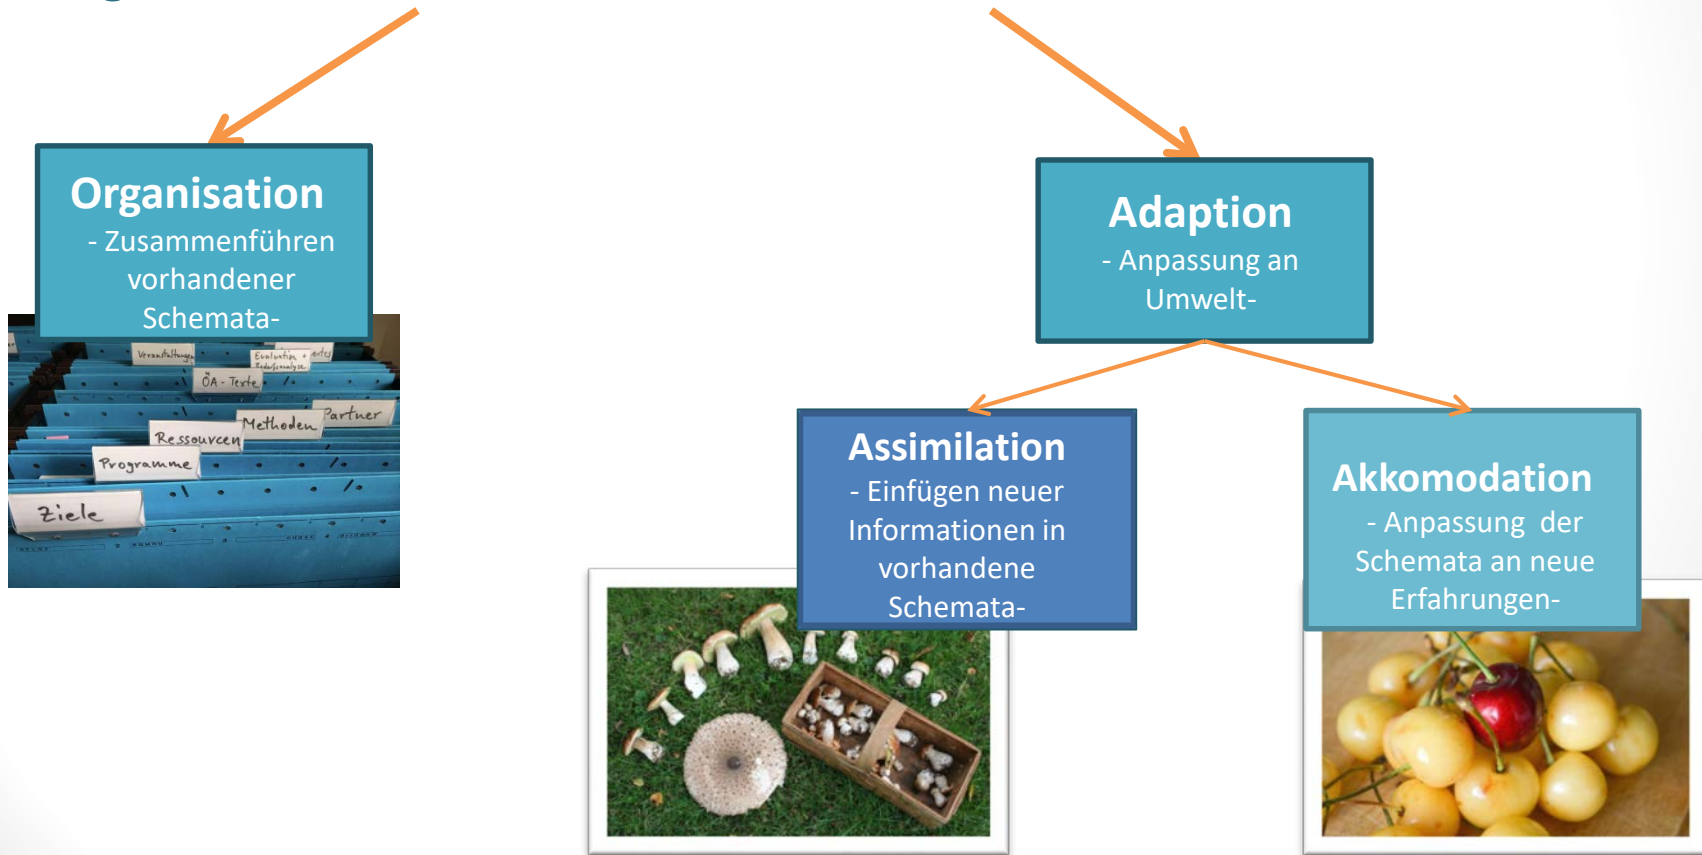 Organisation
- Zusammenführen
vorhandener
Schemata-
Adaption
- Anpassung an
Umwelt-
Assimilation
- Einfügen neuer
Informationen in
vorhandene
Schemata-
Akkomodation
- Anpassung der
Schemata an neue
Erfahrungen-
Veranstaltungen
Evaluation +
Bedarfsanalyse
ÖA-Texte
Partner
Methoden
Ressourcen
Programme
Ziele